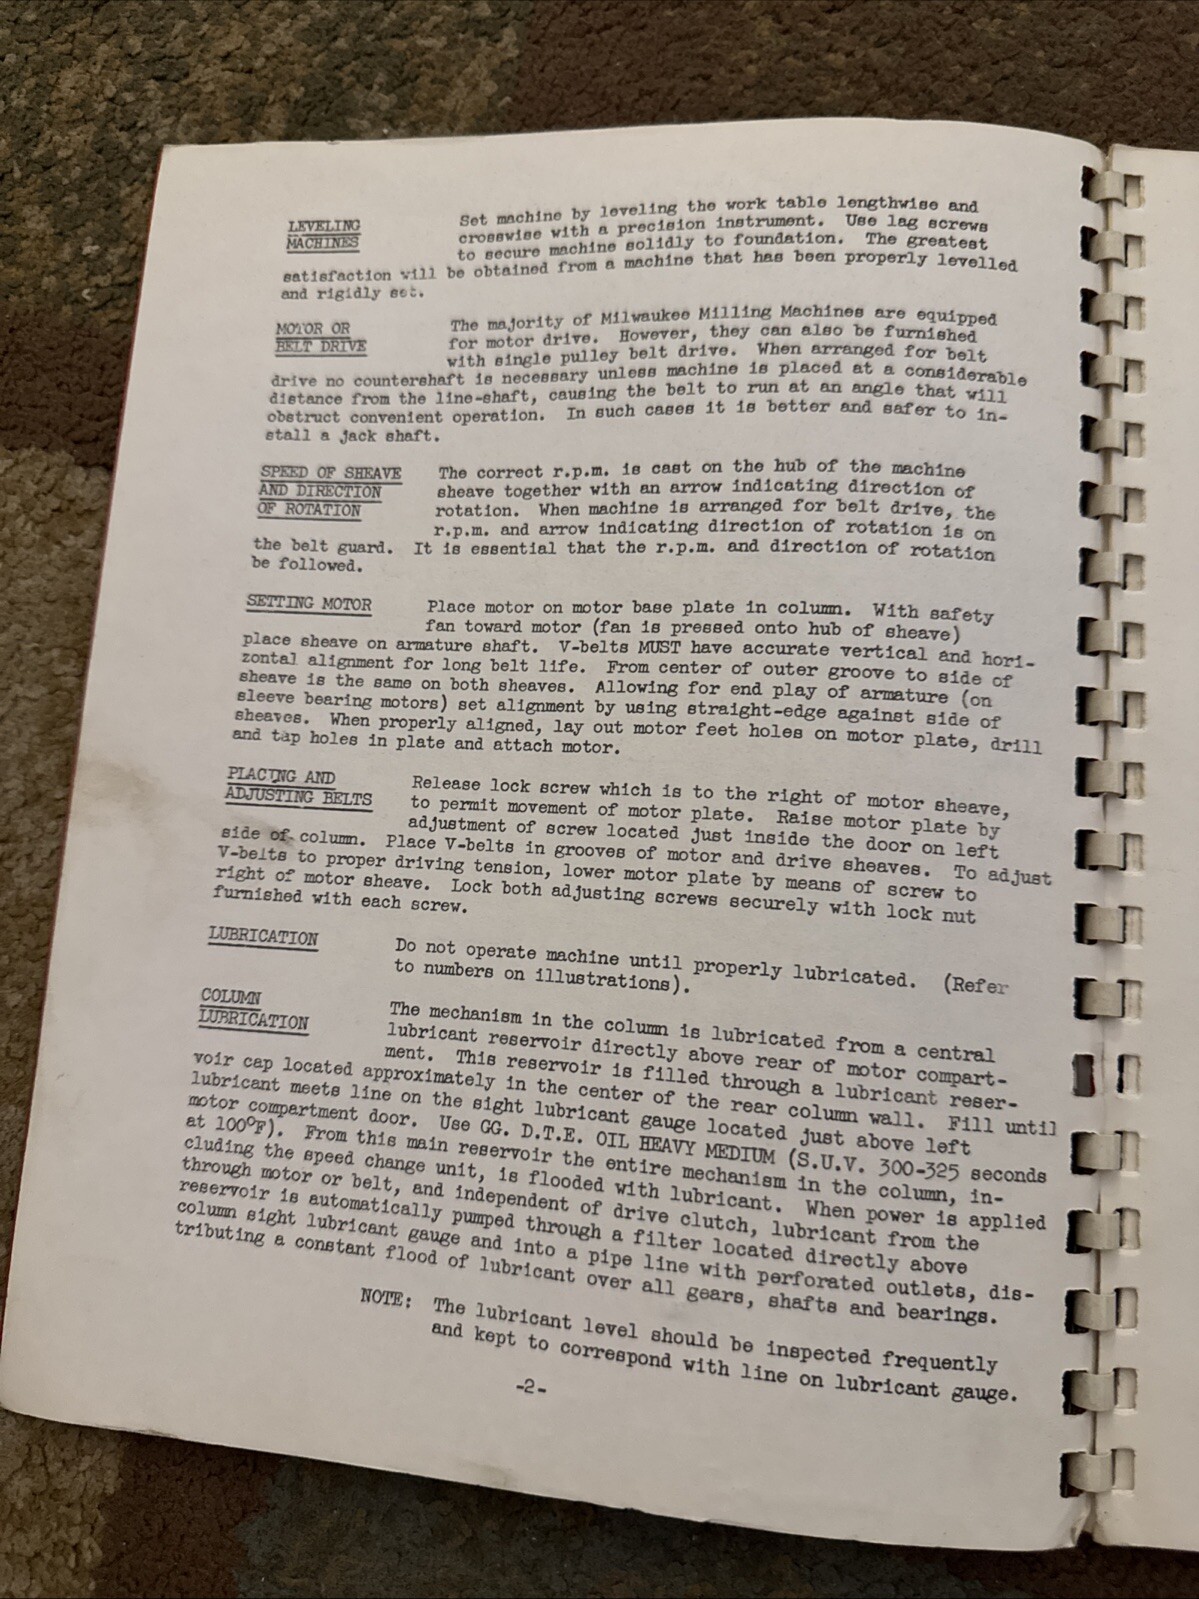 LEVELING Set machine by leveling the work table lengthwise and
MACHINES crosswise with a precision instrument. Use lag screws
to secure machine solidly to foundation. The greatest
satisfaction will be obtained from a machine that has been properly levelled
and rigidly set.
MOTOR OR The majority of Milwaukee Milling Machines are equipped
BELT DRIVE for motor drive. However, they can also be furnished
with single pulley belt drive. When arranged for belt
drive no countershaft is necessary unless machine is placed at a considerable
distance from the line-shaft, causing the belt to run at an angle that will
obstruct convenient operation. In such cases it is better and safer to in-
stall a jack shaft.
SPEED OF SHEAVE The correct r.p.m. is cast on the hub of the machine
AND DIRECTION sheave together with an arrow indicating direction of
OF ROTATION rotation. When machine is arranged for belt drive, the
r.p.m. and arrow indicating direction of rotation is on
the belt guard. It is essential that the r.p.m. and direction of rotation
be followed.
SETTING MOTOR Place motor on motor base plate in column. With safety
fan toward motor (fan is pressed onto hub of sheave)
place sheave on armature shaft. V-belts MUST have accurate vertical and hori-
zontal alignment for long belt life. From center of outer groove to side of
sheave is the same on both sheaves. Allowing for end play of armature (on
sleeve bearing motors) set alignment by using straight-edge against side of
sheaves. When properly aligned, lay out motor feet holes on motor plate, drill
and tap holes in plate and attach motor.
PLACING AND Release lock screw which is to the right of motor sheave,
ADJUSTING BELTS to permit movement of motor plate. Raise motor plate by
adjustment of screw located just inside the door on left
side of column. Place V-belts in grooves of motor and drive sheaves. To adjust
V-belts to proper driving tension, lower motor plate by means of screw to
right of motor sheave. Lock both adjusting screws securely with lock nut
furnished with each screw.
LUBRICATION Do not operate machine until properly lubricated. (Refer
to numbers on illustrations).
COLUMN The mechanism in the column is lubricated from a central
LUBRICATION lubricant reservoir directly above rear of motor compart-
ment. This reservoir is filled through a lubricant reser-
voir cap located approximately in the center of the rear column wall. Fill until
lubricant meets line on the sight lubricant gauge located just above left
motor compartment door. Use GG. D.T.E. OIL HEAVY MEDIUM (S.U.V. 300-325 seconds
at 100°F). From this main reservoir the entire mechanism in the column, in-
cluding the speed change unit, is flooded with lubricant. When power is applied
through motor or belt, and independent of drive clutch, lubricant from the
reservoir is automatically pumped through a filter located directly above
column sight lubricant gauge and into a pipe line with perforated outlets, dis-
tributing a constant flood of lubricant over all gears, shafts and bearings.
NOTE: The lubricant level should be inspected frequently
and kept to correspond with line on lubricant gauge.
-2-